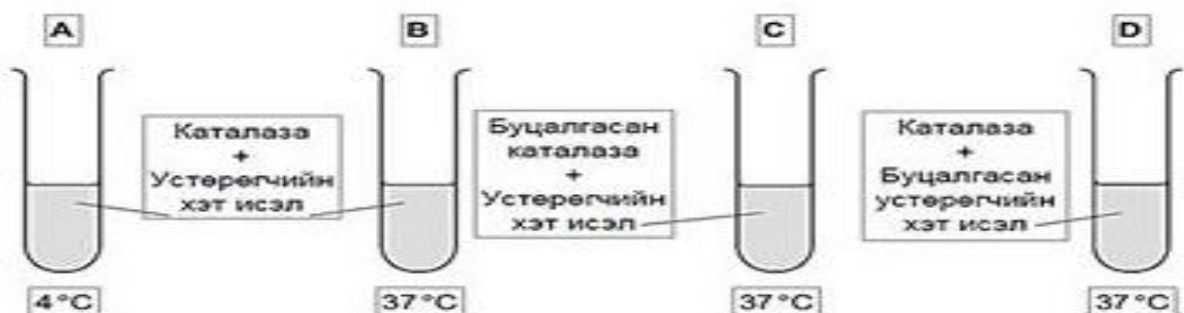 A B C D
Каталаза
+
Устөрөгчийн
хэт исэл
Буцалгасан
каталаза
+
Устөрөгчийн
хэт исэл
Каталаза
+
Буцалгасан
устөрөгчийн
хэт исэл
4°C 37°C 37°C 37°C